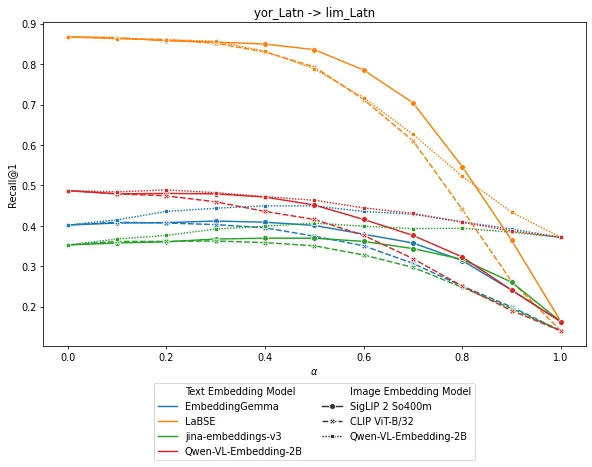 yor_Latn -> lim_Latn
Recall@1
0.9
0.8
0.7
0.6
0.5
0.4
0.3
0.2
0.0 0.2 0.4 0.6 0.8 1.0
α
Text Embedding Model Image Embedding Model
EmbeddingGemma SigLIP 2 So400m
LaBSE CLIP ViT-B/32
jina-embeddings-v3 Qwen-VL-Embedding-2B
Qwen-VL-Embedding-2B